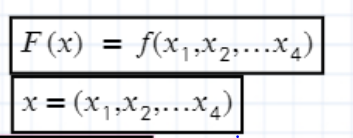 F(x) = f(x₁,x₂,…x₄)
x = (x₁,x₂,…x₄)